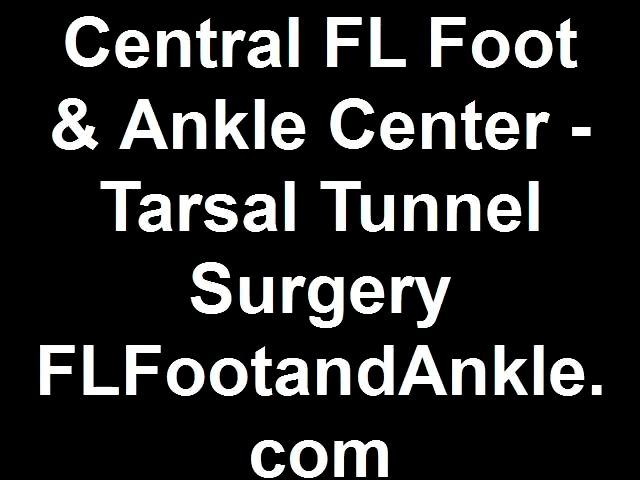 Central FL Foot
& Ankle Center -
Tarsal Tunnel
Surgery
FLFootandAnkle.
com